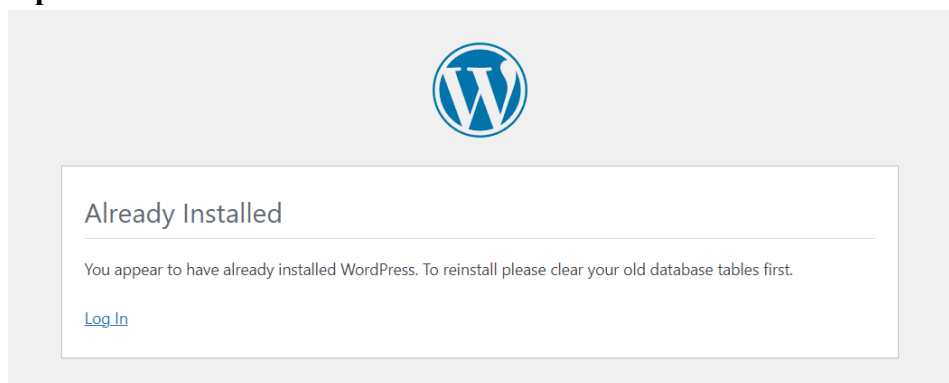 Already Installed
You appear to have already installed WordPress. To reinstall please clear your old database tables first.
Log In